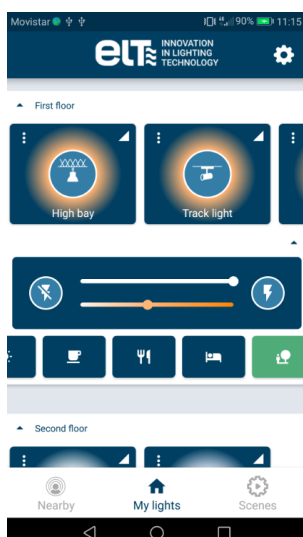 Movistar 90% 11:15
elt INNOVATION
IN LIGHTING
TECHNOLOGY
First floor
High bay Track light
Second floor
Nearby My lights Scenes